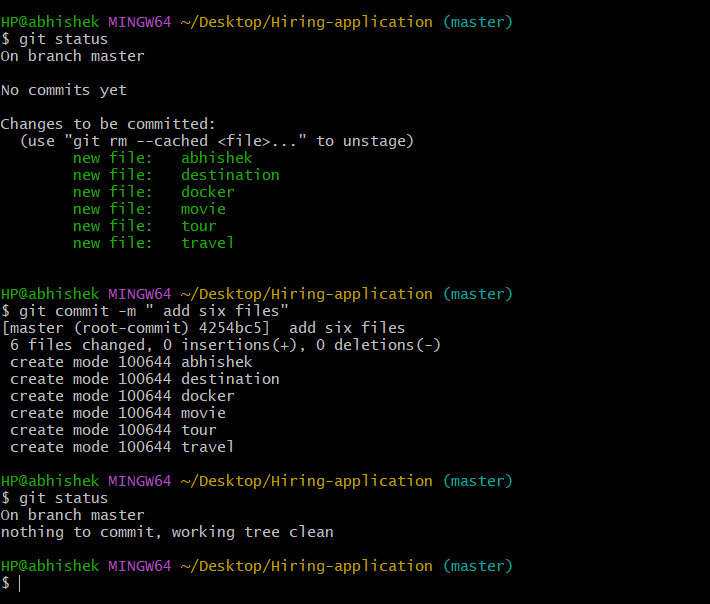 HP@abhishek MINGW64 ~/Desktop/Hiring-application (master)
$ git status
On branch master

No commits yet

Changes to be committed:
  (use "git rm --cached <file>..." to unstage)
        new file:   abhishek
        new file:   destination
        new file:   docker
        new file:   movie
        new file:   tour
        new file:   travel


HP@abhishek MINGW64 ~/Desktop/Hiring-application (master)
$ git commit -m " add six files"
[master (root-commit) 4254bc5]  add six files
 6 files changed, 0 insertions(+), 0 deletions(-)
 create mode 100644 abhishek
 create mode 100644 destination
 create mode 100644 docker
 create mode 100644 movie
 create mode 100644 tour
 create mode 100644 travel

HP@abhishek MINGW64 ~/Desktop/Hiring-application (master)
$ git status
On branch master
nothing to commit, working tree clean

HP@abhishek MINGW64 ~/Desktop/Hiring-application (master)
$